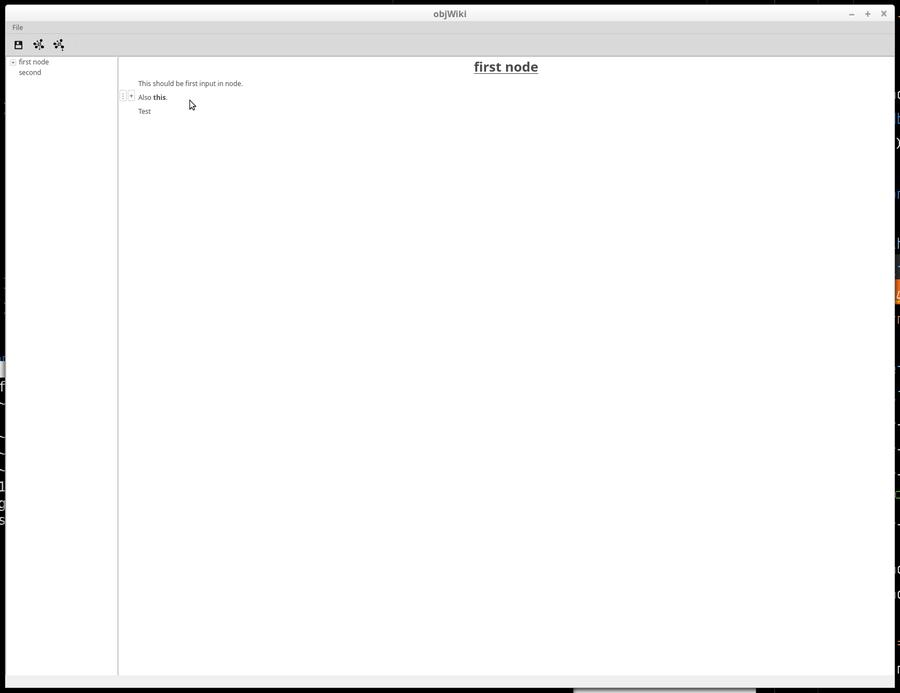 objWiki
File
first node
second
first node
This should be first input in node.
Also this.
Test